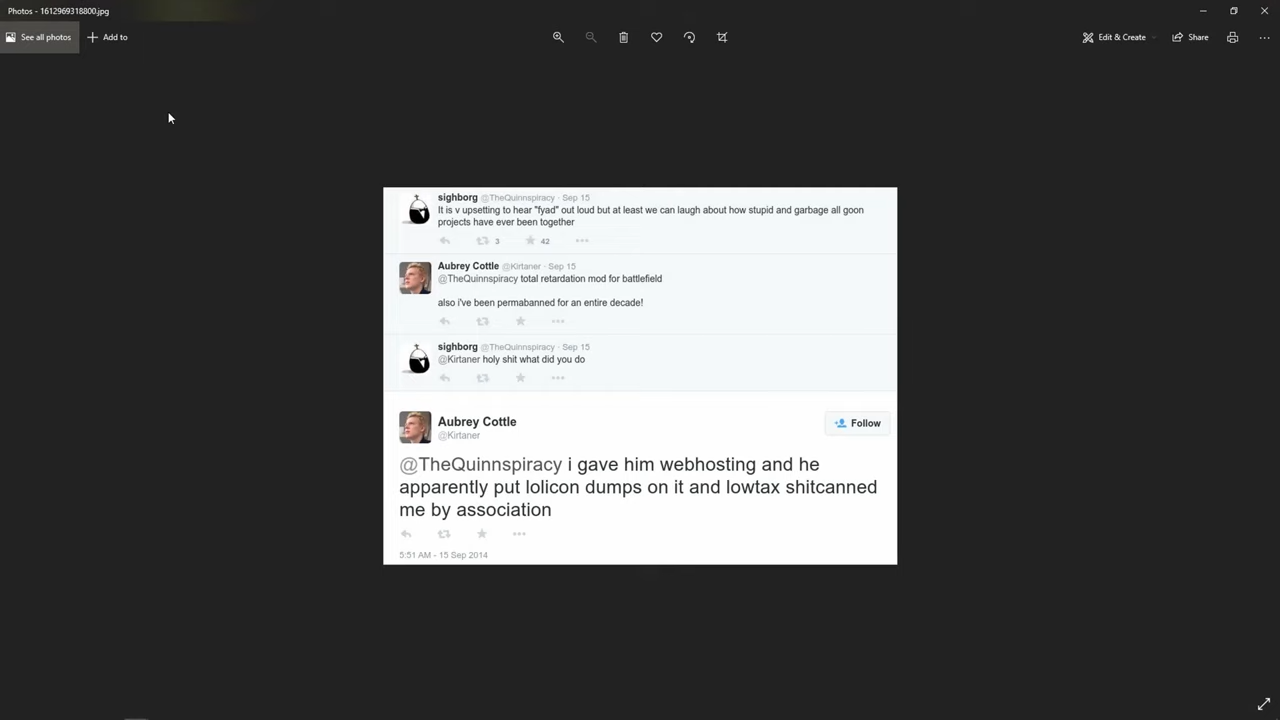 Photos - 1612969318800.jpg
See all photos
Add to
Edit & Create
Share
sighborg @TheQuinnspiracy · Sep 15
It is v upsetting to hear "fyad" out loud but at least we can laugh about how stupid and garbage all goon
projects have ever been together
3
42
Aubrey Cottle @Kirtaner · Sep 15
@TheQuinnspiracy total retardation mod for battlefield
also i've been permabanned for an entire decade!
sighborg @TheQuinnspiracy · Sep 15
@Kirtaner holy shit what did you do
Aubrey Cottle
@Kirtaner
Follow
@TheQuinnspiracy i gave him webhosting and he
apparently put lolicon dumps on it and lowtax shitcanned
me by association
5:51 AM - 15 Sep 2014